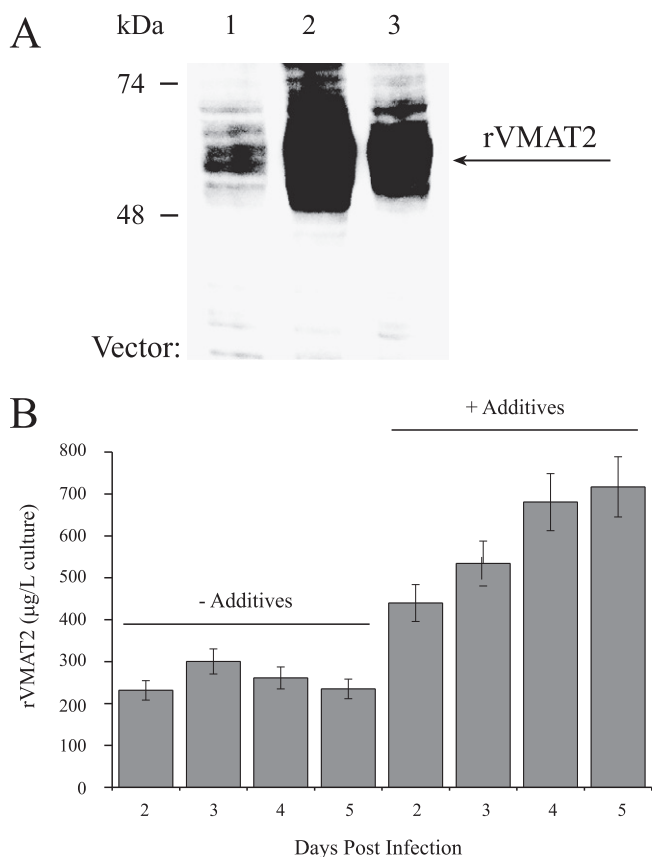 A
kDa 1 2 3
74
rVMAT2
48
Vector:
B
+ Additives
800
700
600
500
400
300
200
100
0
rVMAT2 (µg/L culture)
- Additives
2 3 4 5 2 3 4 5
Days Post Infection